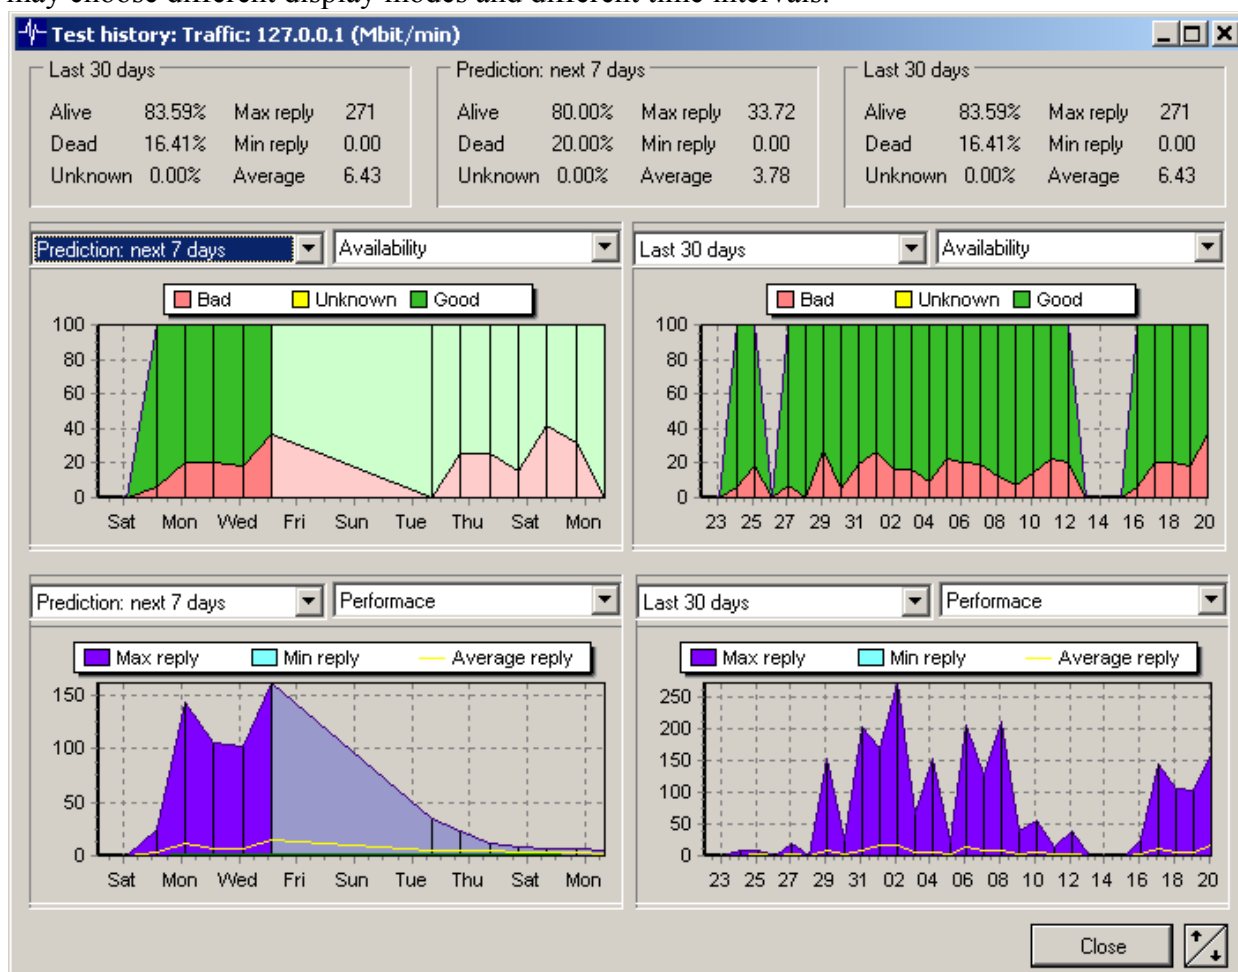 may choose different display modes and different time intervals.
Test history: Traffic: 127.0.0.1 (Mbit/min)
Last 30 days
Alive 83.59% Max reply 271
Dead 16.41% Min reply 0.00
Unknown 0.00% Average 6.43
Prediction: next 7 days
Alive 80.00% Max reply 33.72
Dead 20.00% Min reply 0.00
Unknown 0.00% Average 3.78
Last 30 days
Alive 83.59% Max reply 271
Dead 16.41% Min reply 0.00
Unknown 0.00% Average 6.43
Prediction: next 7 days Availability
Bad Unknown Good
100
80
60
40
20
0
Sat Mon Wed Fri Sun Tue Thu Sat Mon
Last 30 days Availability
Bad Unknown Good
100
80
60
40
20
0
23 25 27 29 31 02 04 06 08 10 12 14 16 18 20
Prediction: next 7 days Performace
Max reply Min reply Average reply
150
100
50
0
Sat Mon Wed Fri Sun Tue Thu Sat Mon
Last 30 days Performace
Max reply Min reply Average reply
250
200
150
100
50
0
23 25 27 29 31 02 04 06 08 10 12 14 16 18 20
Close